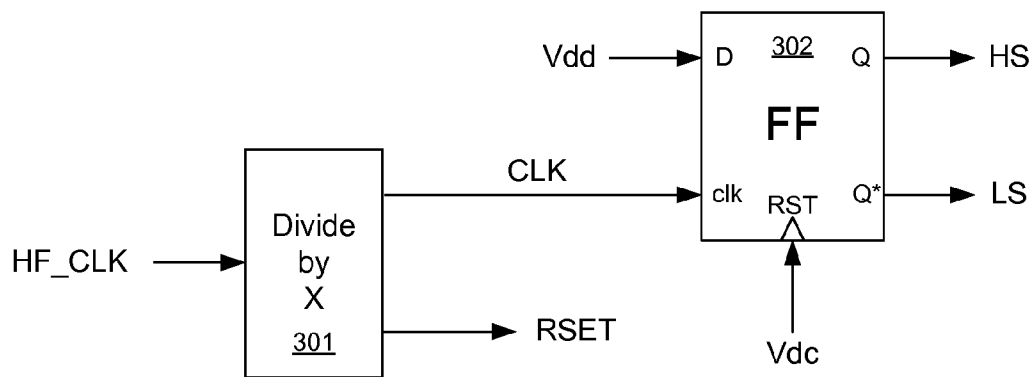 Vdd
D
302
Q
HS
FF
CLK
clk
RST
Q*
LS
HF_CLK
Divide
by
X
301
RSET
Vdc